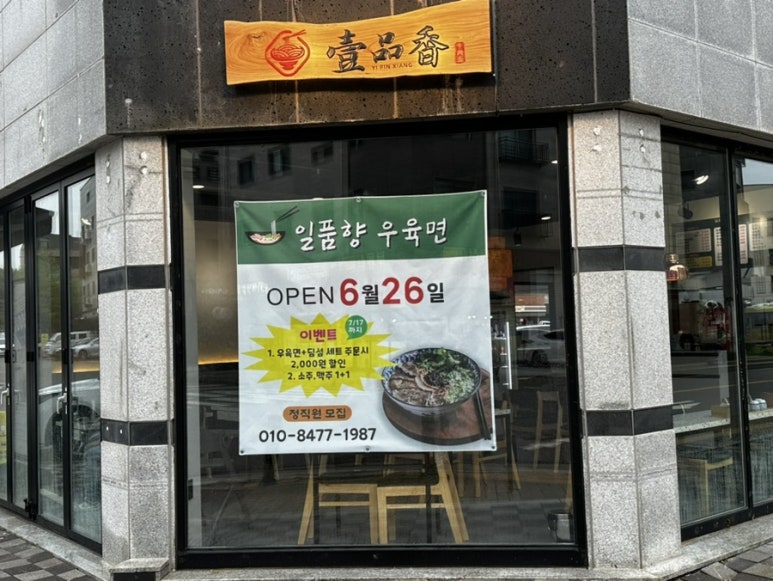 壹品香
YI PIN XIANG
일품향 우육면
OPEN 6월 26일
이벤트
7/17
까지
1. 우육면+딤섬 세트 주문시
2,000원 할인
2. 소주,맥주 1+1
정직원 모집
010-8477-1987